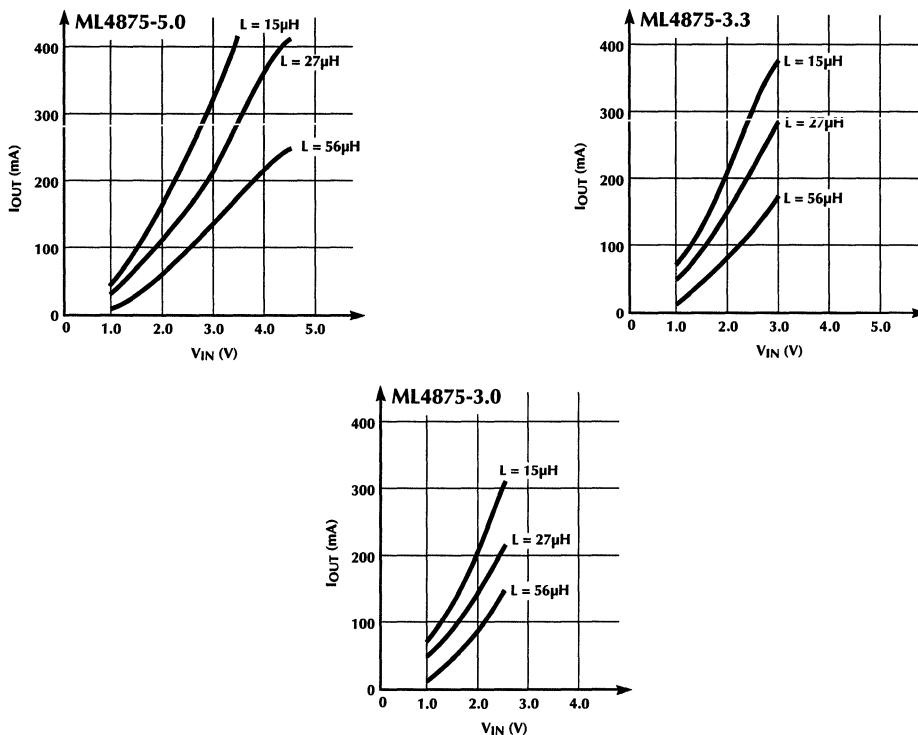 ML4875-5.0
L = 15µH
400
L = 27µH
300
L = 56µH
200
100
0
0 1.0 2.0 3.0 4.0 5.0
IOUT (mA)
VIN (V)
ML4875-3.3
400
L = 15µH
300
L = 27µH
200
L = 56µH
100
0
0 1.0 2.0 3.0 4.0 5.0
IOUT (mA)
VIN (V)
ML4875-3.0
400
L = 15µH
300
L = 27µH
200
L = 56µH
100
0
0 1.0 2.0 3.0 4.0
IOUT (mA)
VIN (V)